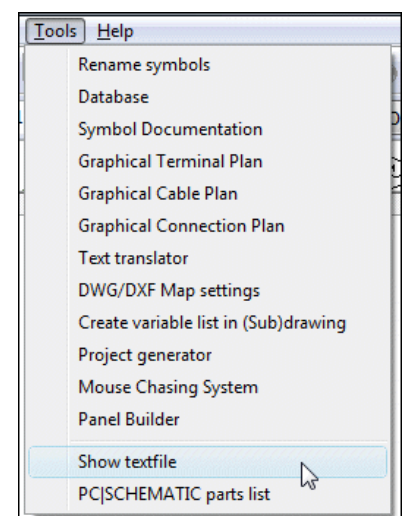 Tools Help
Rename symbols
Database
Symbol Documentation
Graphical Terminal Plan
Graphical Cable Plan
Graphical Connection Plan
Text translator
DWG/DXF Map settings
Create variable list in (Sub)drawing
Project generator
Mouse Chasing System
Panel Builder
Show textfile
PC|SCHEMATIC parts list